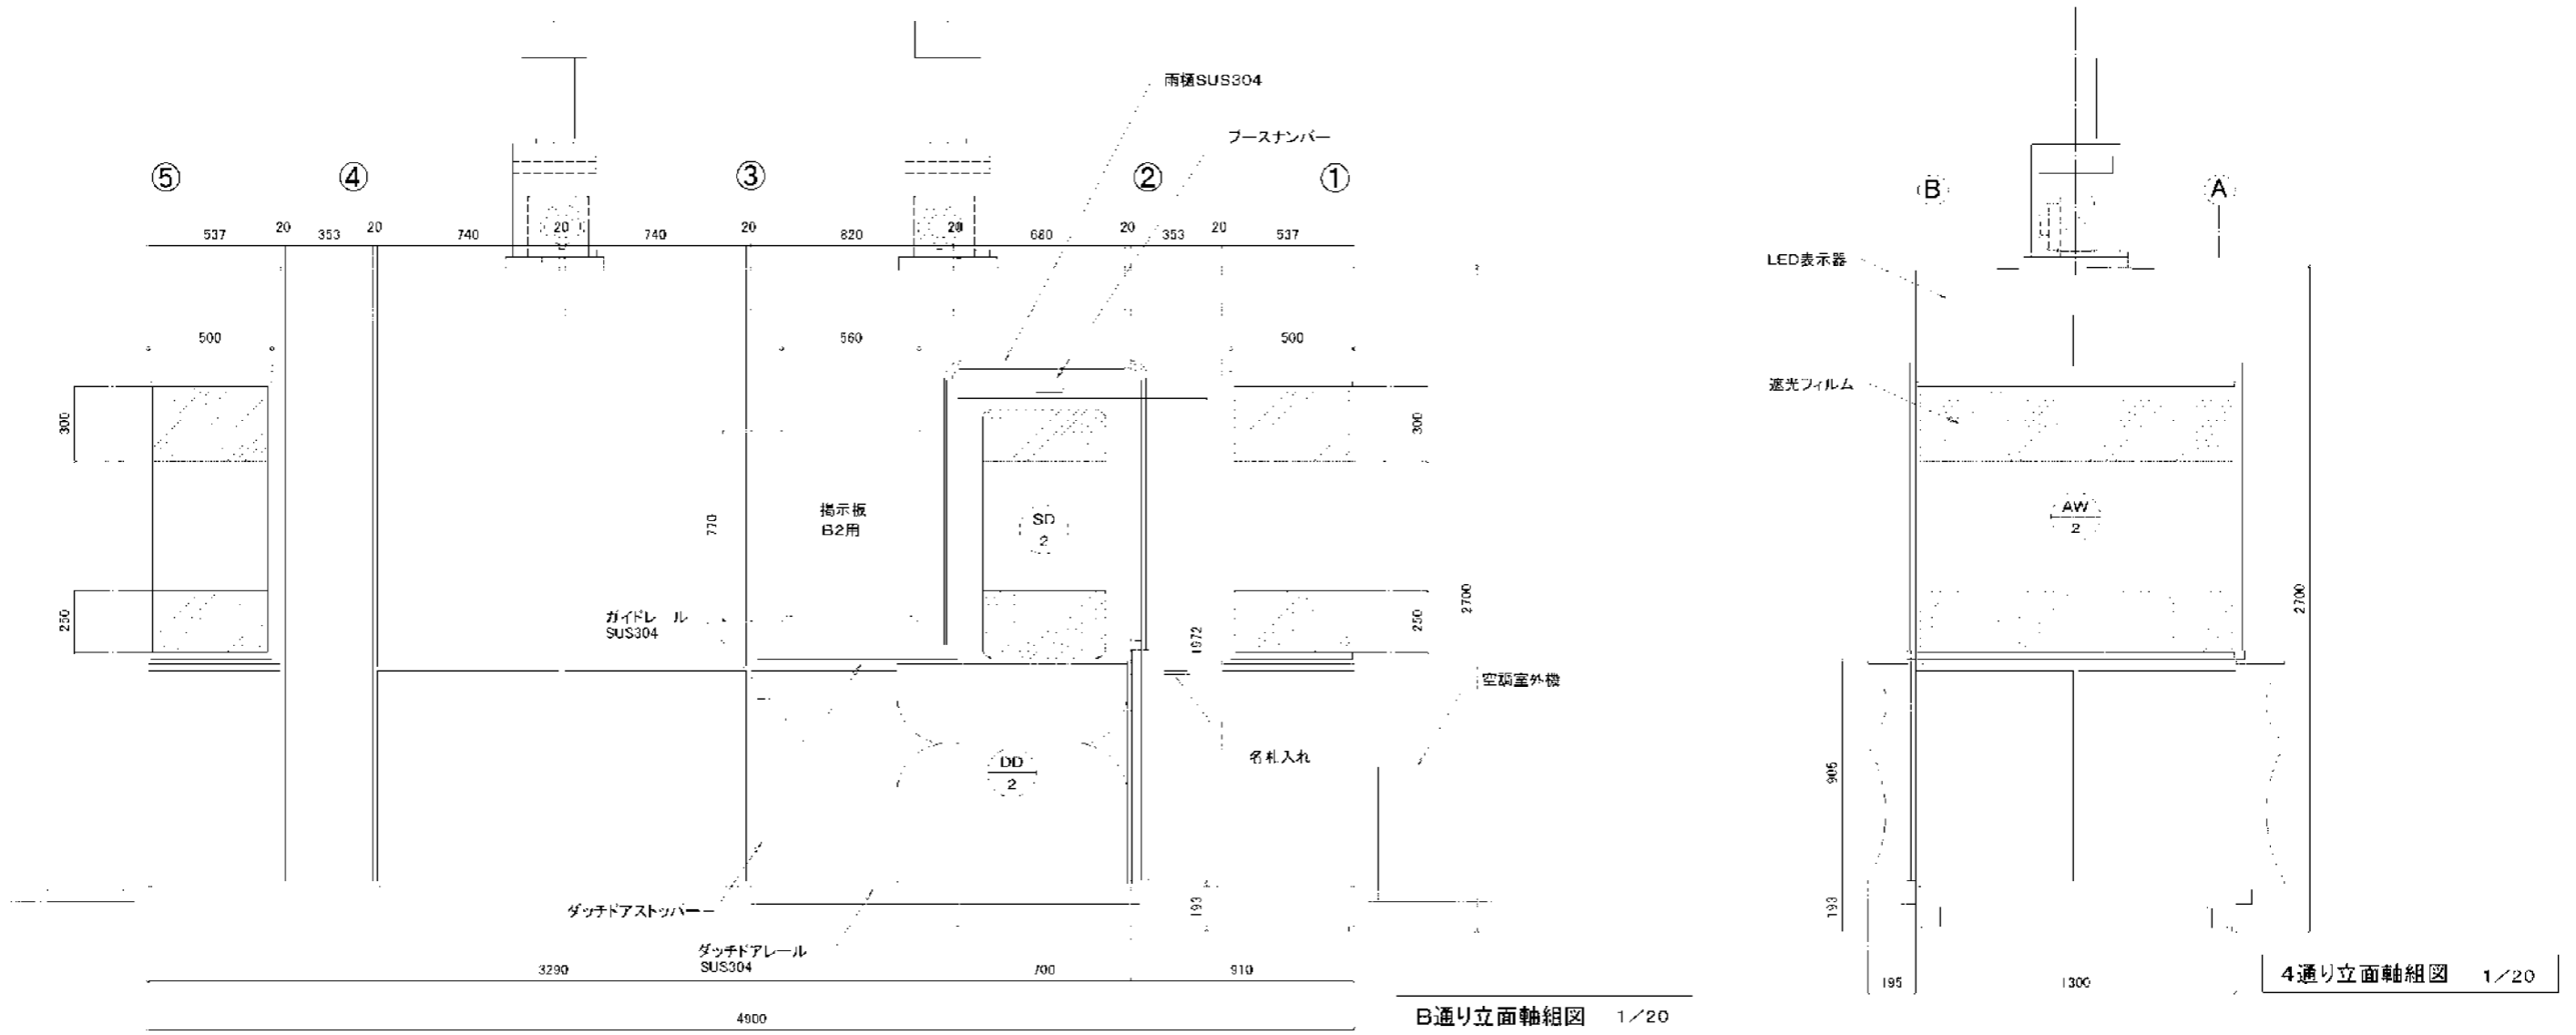 雨樋SUS304
ブースナンバー
⑤ ④ ③ ② ①
537 20 353 20 740 20 740 20 820 20 680 20 353 20 537
500 560 500
300 300
掲示板
B2用
SD
2
770
250 250
2700
1972
ガイドレール
SUS304
空調室外機
名札入れ
DD
2
ダッチドアストッパー
193
ダッチドアレール
SUS304
3290 700 910
4900
B通り立面軸組図 1/20
B A
LED表示器
遮光フィルム
AW
2
2700
905
193
195 1300
4通り立面軸組図 1/20